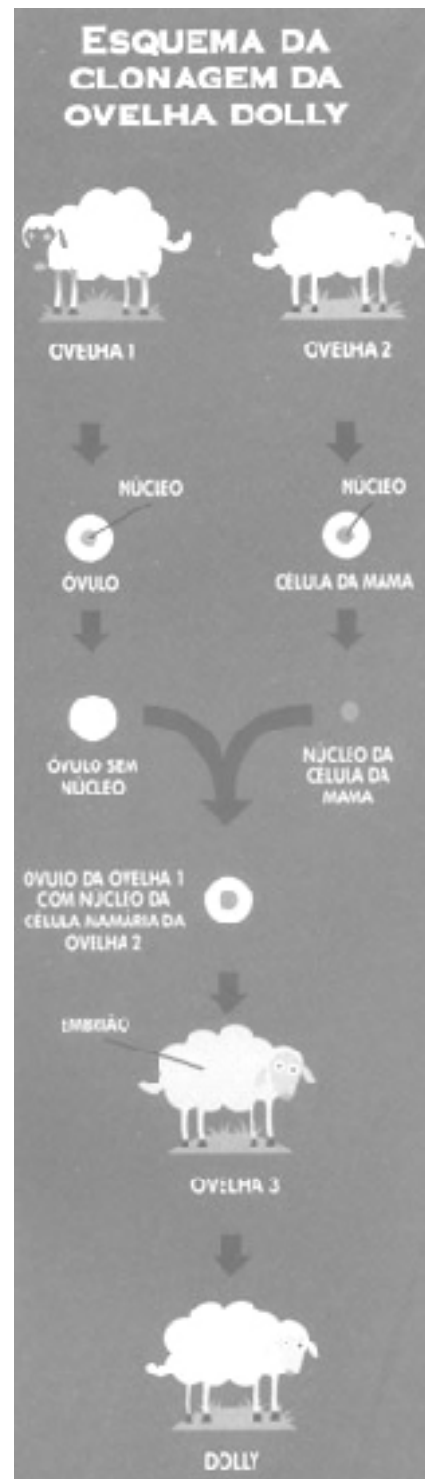 ESQUEMA DA
CLONAGEM DA
OVELHA DOLLY
OVELHA 1
OVELHA 2
NÚCLEO
NÚCLEO
ÓVULO
CÉLULA DA MAMA
ÓVULO SEM
NÚCLEO
NÚCLEO DA
CÉLULA DA
MAMA
OVULO DA OVELHA 1
COM NÚCLEO DA
CÉLULA MAMÁRIA DA
OVELHA 2
EMBRIÃO
OVELHA 3
DOLLY